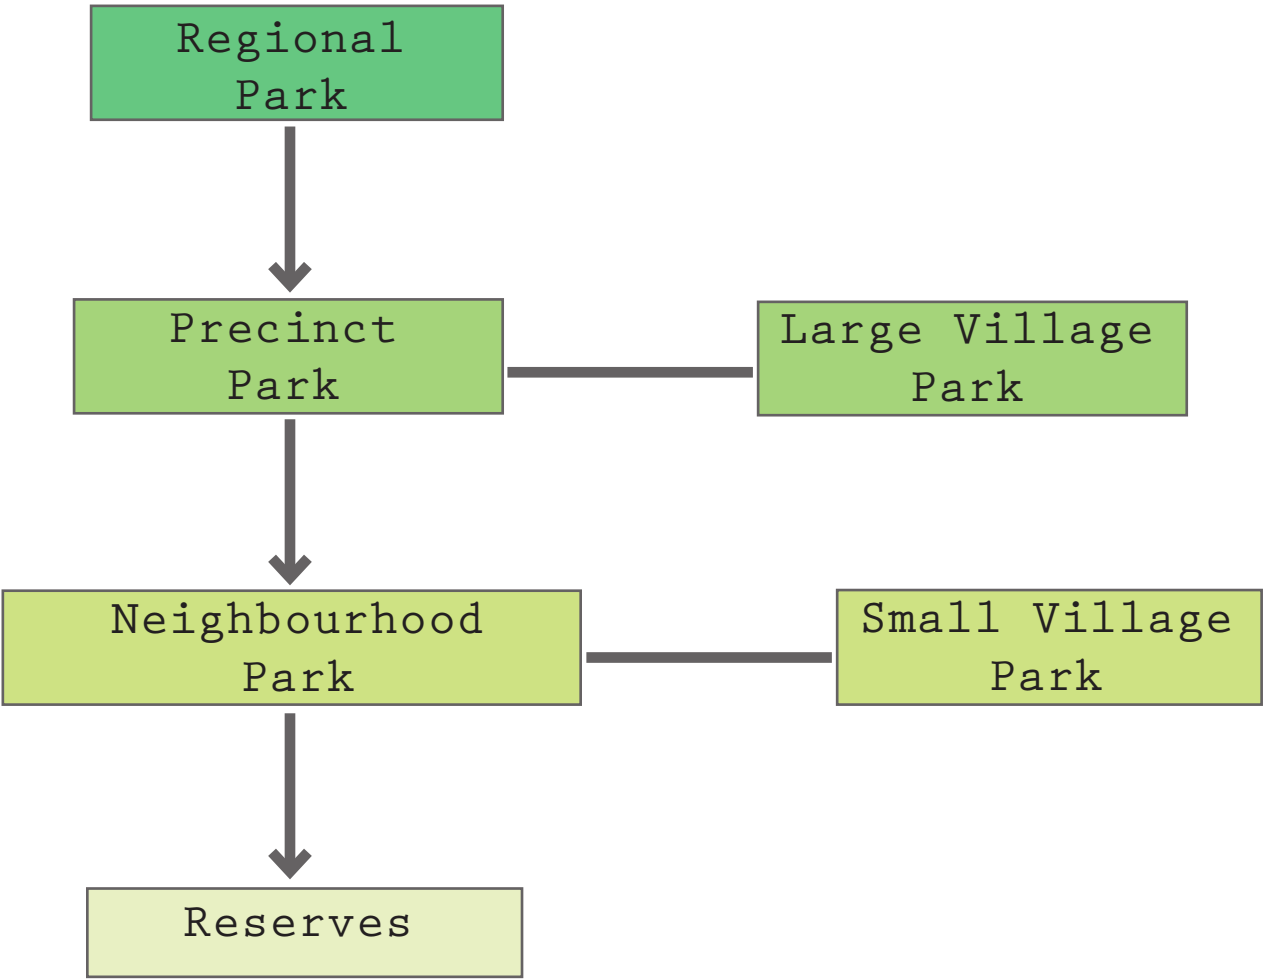 Regional
Park
Precinct
Park
Large Village
Park
Neighbourhood
Park
Small Village
Park
Reserves